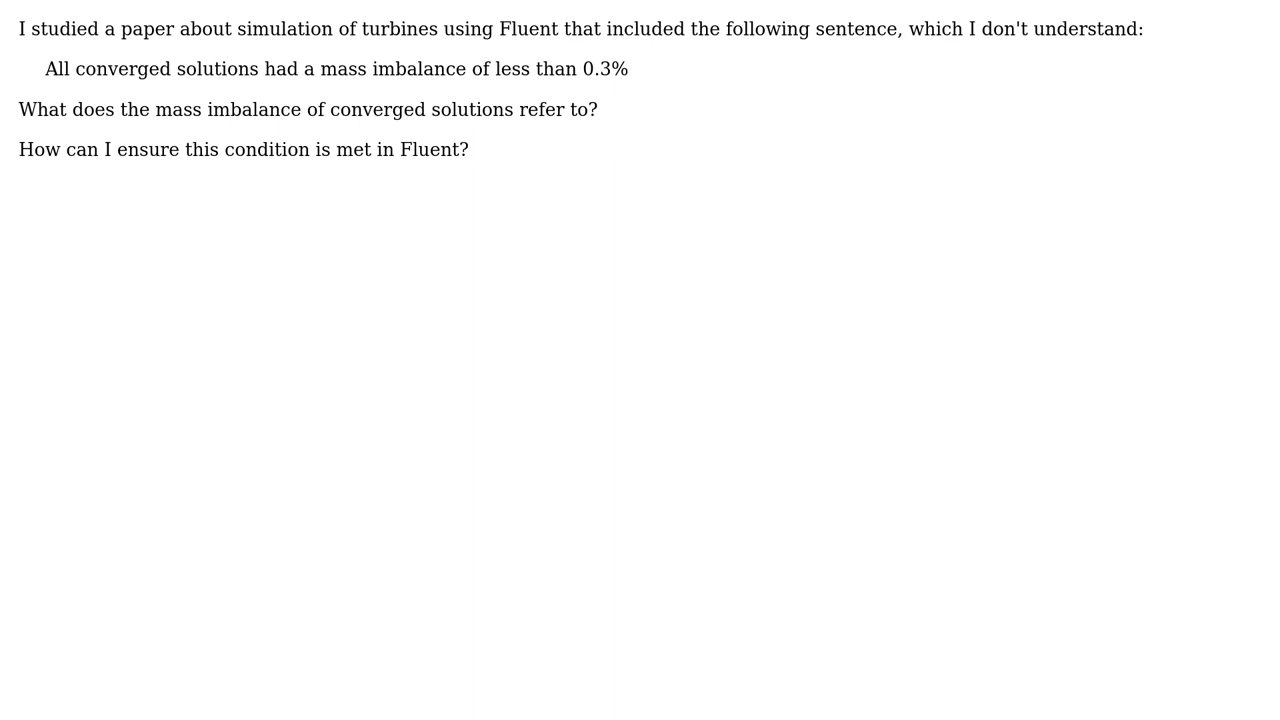 I studied a paper about simulation of turbines using Fluent that included the following sentence, which I don't understand:
All converged solutions had a mass imbalance of less than 0.3%
What does the mass imbalance of converged solutions refer to?
How can I ensure this condition is met in Fluent?